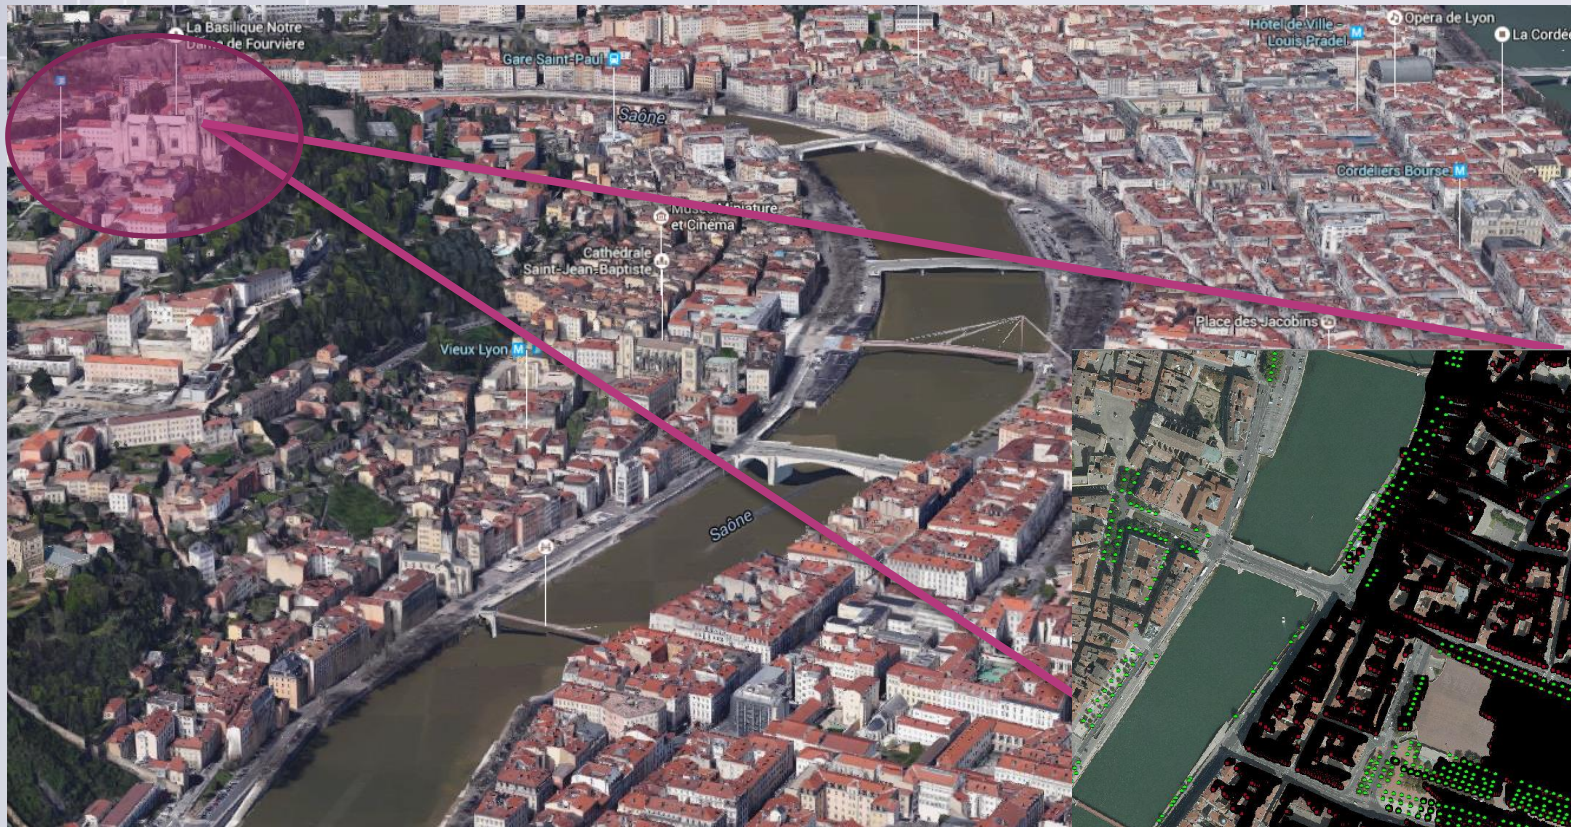 La Basilique Notre
Dame de Fourvière
Gare Saint-Paul
Saône
Hôtel de Ville -
Louis Pradel
M
Opéra de Lyon
La Cordée
Cordeliers Bourse M
Musée Miniature
et Cinéma
Cathédrale
Saint-Jean-Baptiste
Place des Jacobins
Vieux Lyon M
Saône